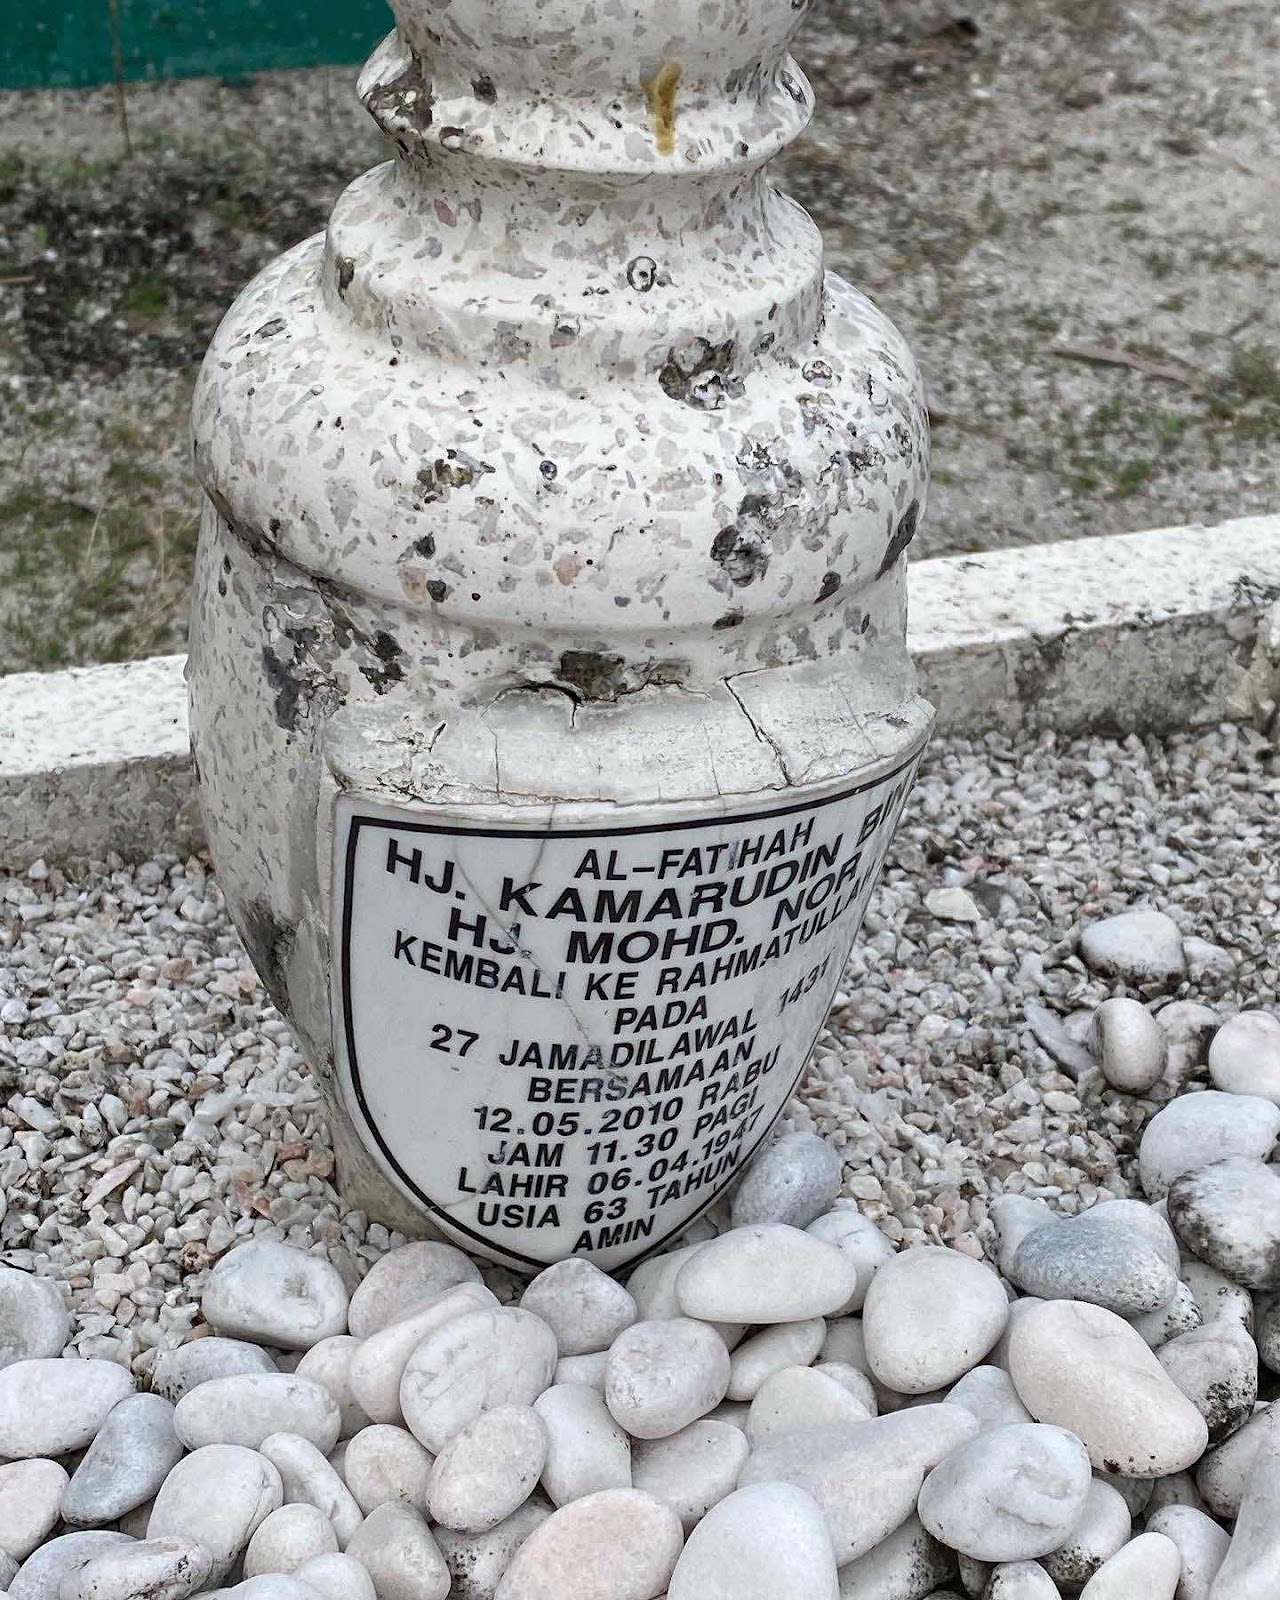 AL-FATIHAH
HJ. KAMARUDIN BIN
HJ. MOHD. NOR
KEMBALI KE RAHMATULLAH
PADA
27 JAMADILAWAL 1431
BERSAMAAN
12.05.2010 RABU
JAM 11.30 PAGI
LAHIR 06.04.1947
USIA 63 TAHUN
AMIN